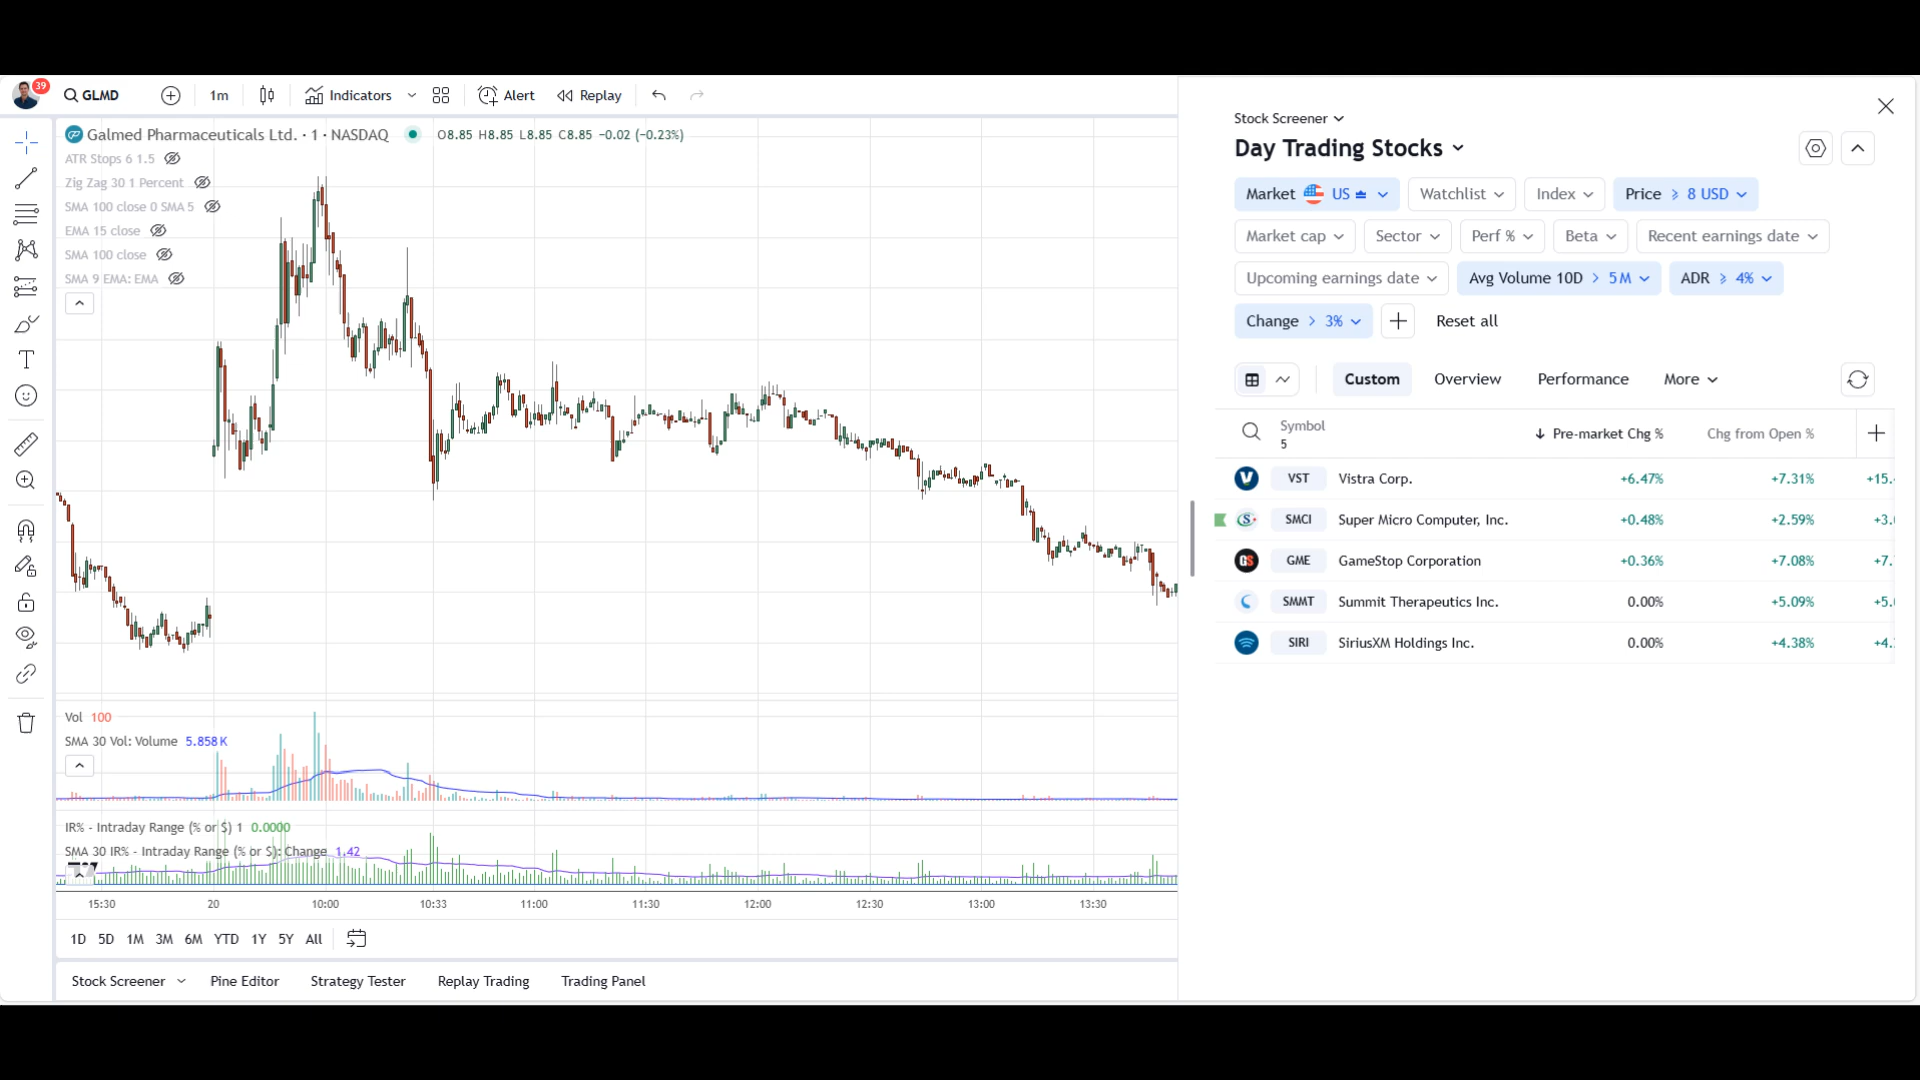 39
GLMD
1m
Indicators
Alert
Replay
Galmed Pharmaceuticals Ltd. · 1 · NASDAQ
O8.85 H8.85 L8.85 C8.85 −0.02 (−0.23%)
ATR Stops 6 1.5
Zig Zag 30 1 Percent
SMA 100 close 0 SMA 5
EMA 15 close
SMA 100 close
SMA 9 EMA: EMA
Vol 100
SMA 30 Vol: Volume 5.858K
IR% - Intraday Range (% or $) 1 0.0000
SMA 30 IR% - Intraday Range (% or $): Change 1.42
15:30 20 10:00 10:33 11:00 11:30 12:00 12:30 13:00 13:30
1D 5D 1M 3M 6M YTD 1Y 5Y All
Stock Screener Pine Editor Strategy Tester Replay Trading Trading Panel
Stock Screener
Day Trading Stocks
Market US Watchlist Index Price ≥ 8 USD
Market cap Sector Perf % Beta Recent earnings date
Upcoming earnings date Avg Volume 10D > 5M ADR ≥ 4%
Change > 3% Reset all
Custom Overview Performance More
Symbol
5
Pre-market Chg % Chg from Open %
VST Vistra Corp. +6.47% +7.31% +15.
SMCI Super Micro Computer, Inc. +0.48% +2.59% +3.
GME GameStop Corporation +0.36% +7.08% +7.
SMMT Summit Therapeutics Inc. 0.00% +5.09% +5.
SIRI SiriusXM Holdings Inc. 0.00% +4.38% +4.